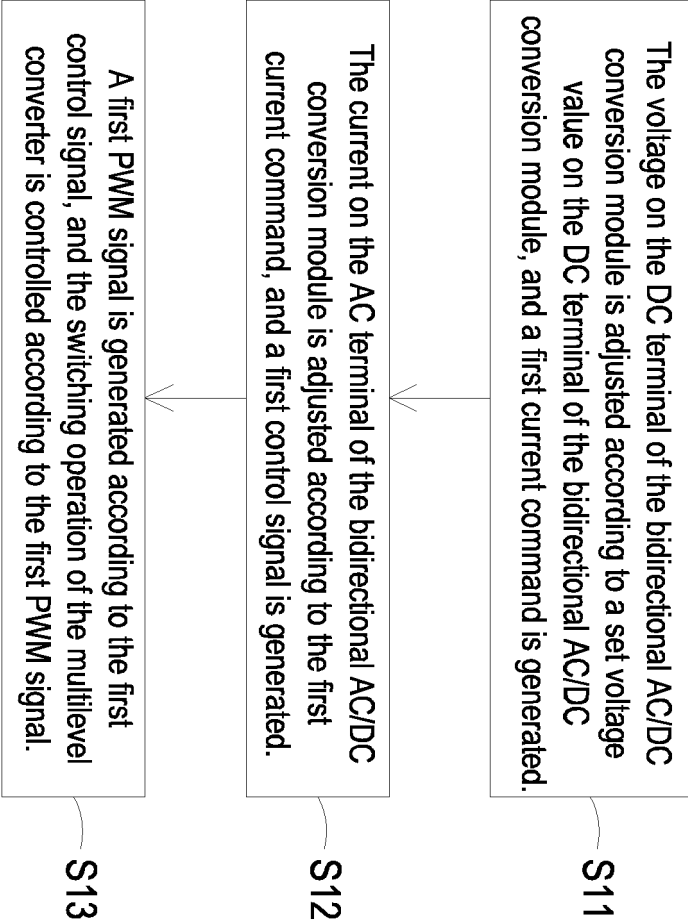 The voltage on the DC terminal of the bidirectional AC/DC
conversion module is adjusted according to a set voltage
value on the DC terminal of the bidirectional AC/DC
conversion module, and a first current command is generated.
S11
The current on the AC terminal of the bidirectional AC/DC
conversion module is adjusted according to the first
current command, and a first control signal is generated.
S12
A first PWM signal is generated according to the first
control signal, and the switching operation of the multilevel
converter is controlled according to the first PWM signal.
S13